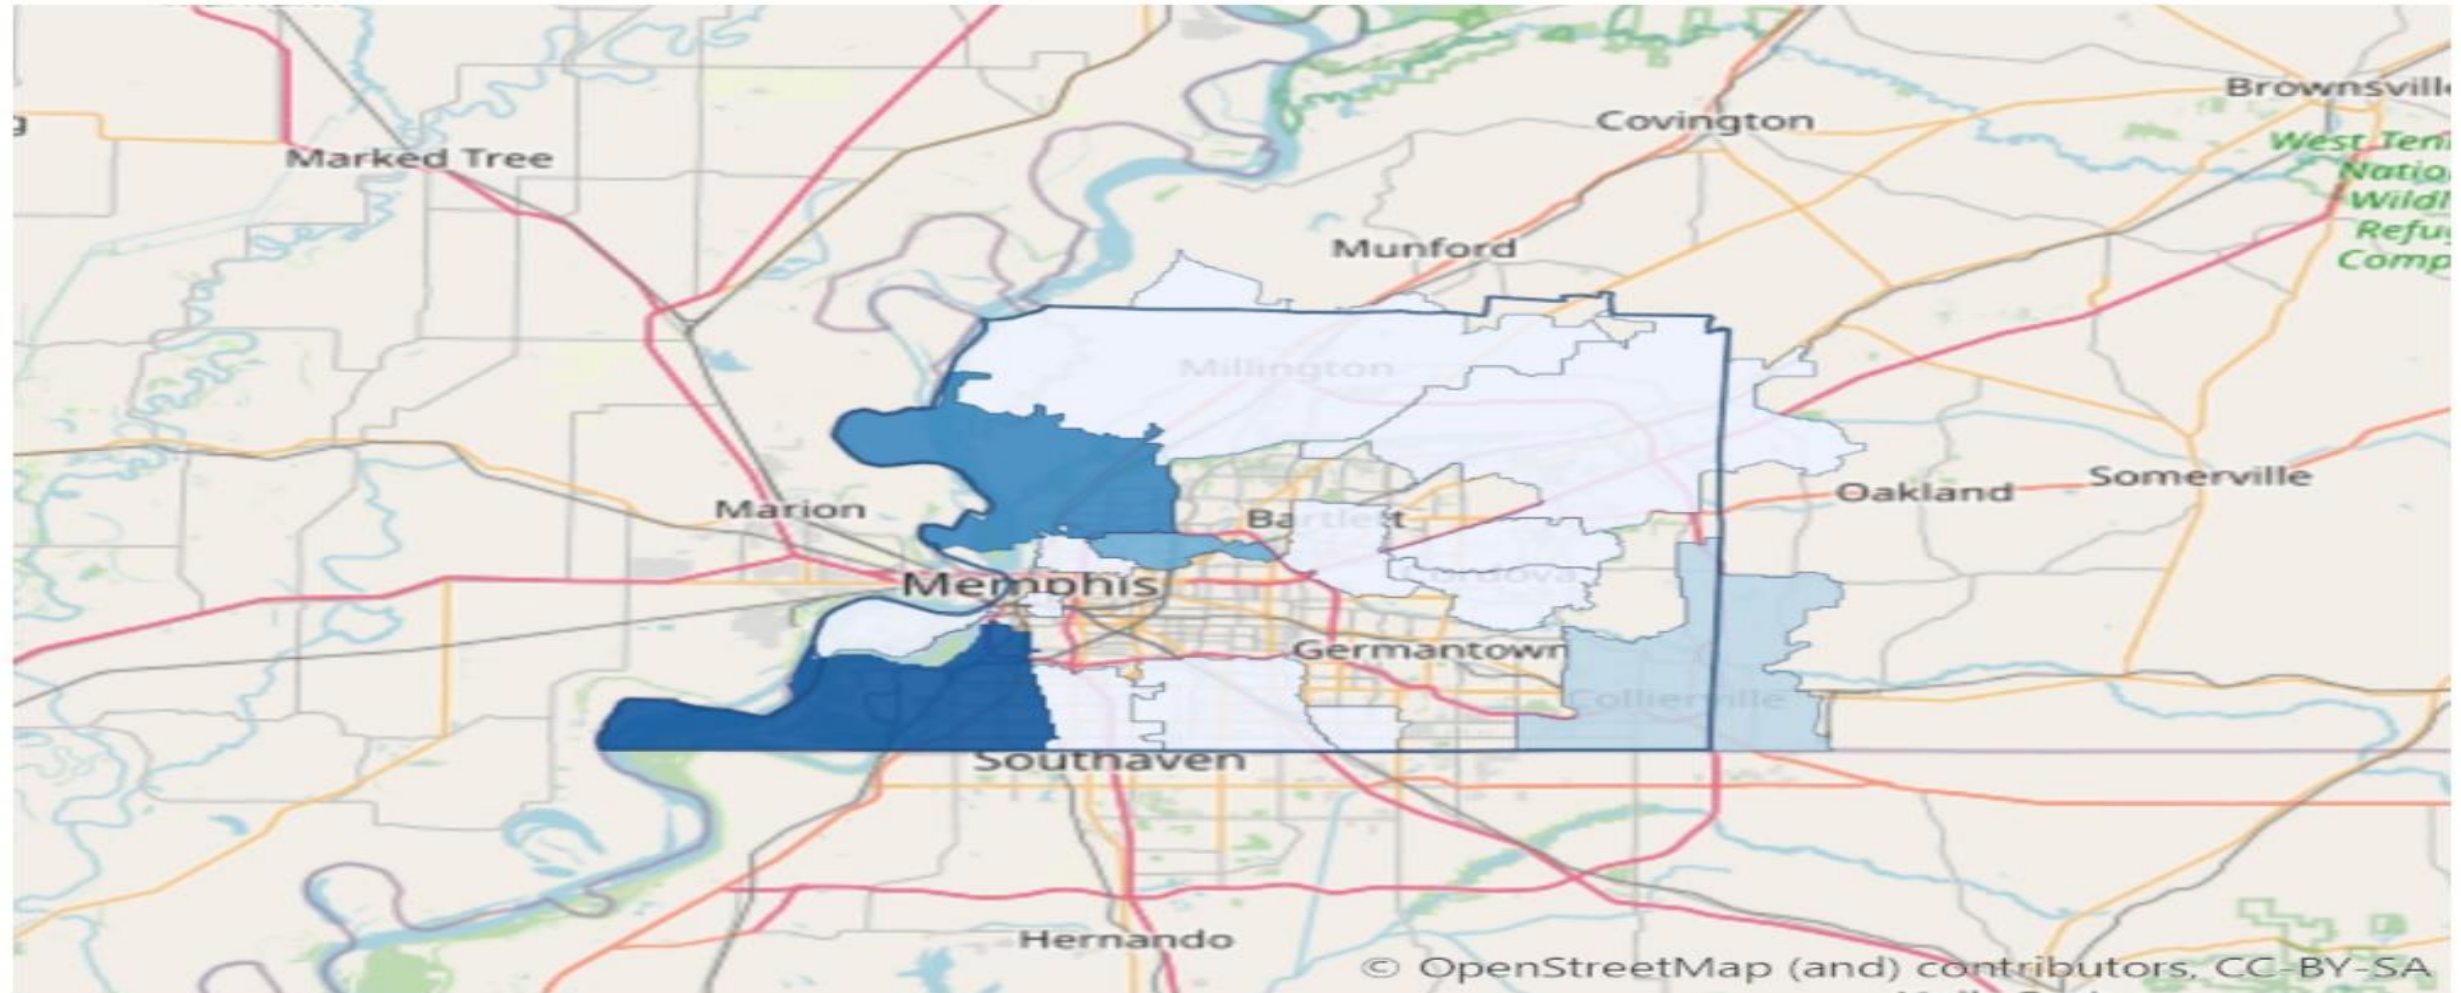 Covington
Brownsvill
Marked Tree
West Ten
Natio
Wildl
Refu
Comp
Munford
Millington
Oakland
Somerville
Marion
Bartlett
Cordova
Memphis
Germantown
Collierville
Southaven
Hernando
© OpenStreetMap (and) contributors, CC-BY-SA